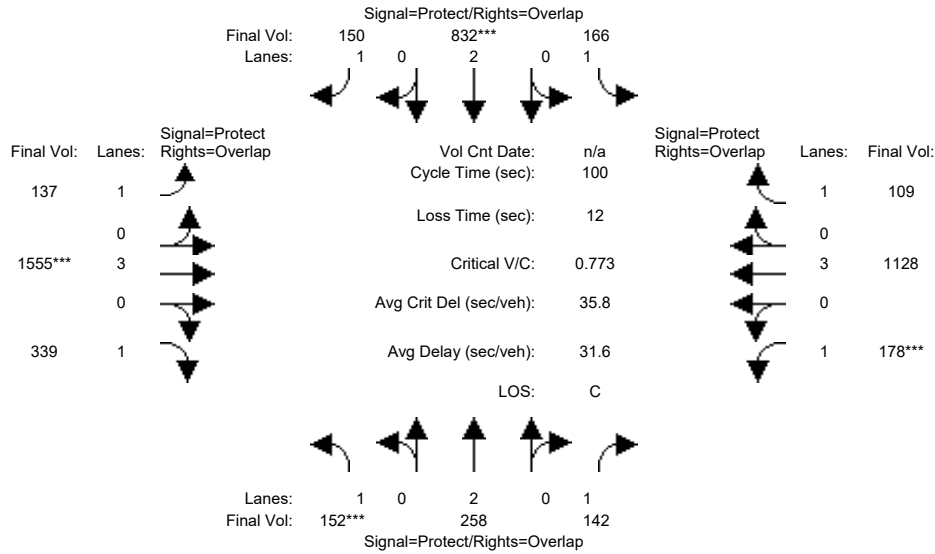 Signal=Protect/Rights=Overlap
Final Vol: 150 832*** 166
Lanes: 1 0 2 0 1
Signal=Protect Signal=Protect
Final Vol: Lanes: Rights=Overlap Vol Cnt Date: n/a Rights=Overlap Lanes: Final Vol:
Cycle Time (sec): 100
137 1 1 109
Loss Time (sec): 12
0 0
1555*** 3 Critical V/C: 0.773 3 1128
0 Avg Crit Del (sec/veh): 35.8 0
339 1 Avg Delay (sec/veh): 31.6 1 178***
LOS: C
Lanes: 1 0 2 0 1
Final Vol: 152*** 258 142
Signal=Protect/Rights=Overlap